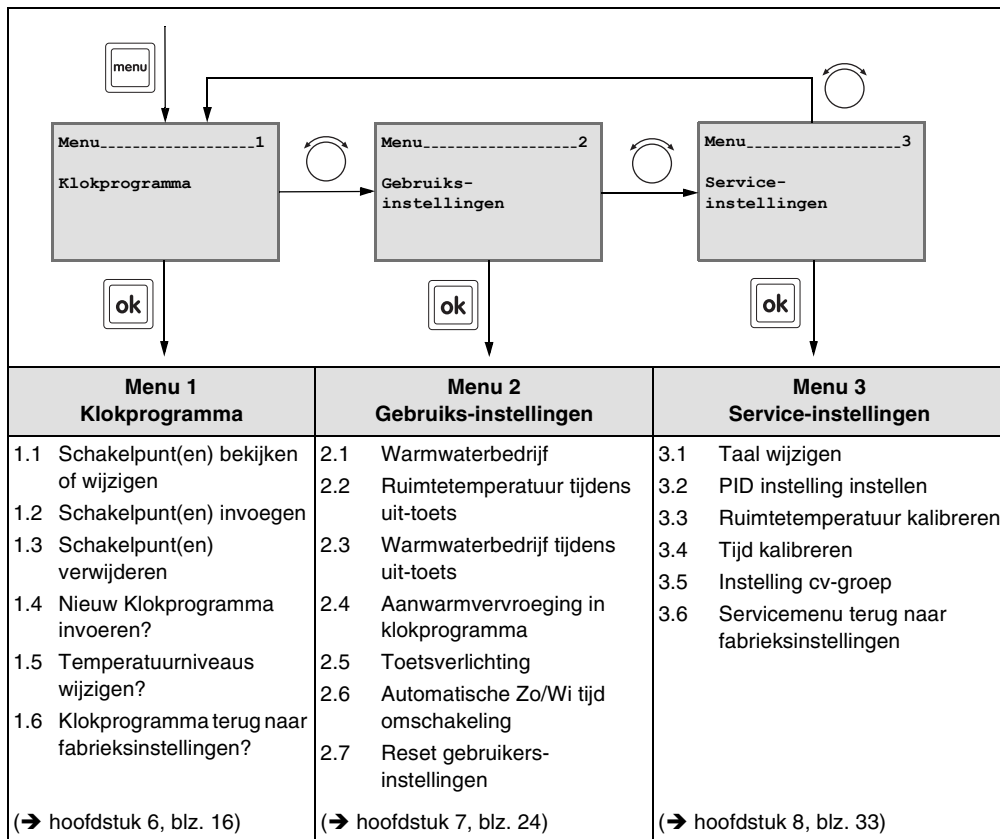 menu
Menu__________________1
Klokprogramma
Menu__________________2
Gebruiks-
instellingen
Menu__________________3
Service-
instellingen
ok
ok
ok
Menu 1
Klokprogramma
1.1 Schakelpunt(en) bekijken
of wijzigen
1.2 Schakelpunt(en) invoegen
1.3 Schakelpunt(en)
verwijderen
1.4 Nieuw Klokprogramma
invoeren?
1.5 Temperatuurniveaus
wijzigen?
1.6 Klokprogramma terug naar
fabrieksinstellingen?
(➔ hoofdstuk 6, blz. 16)
Menu 2
Gebruiks-instellingen
2.1 Warmwaterbedrijf
2.2 Ruimtetemperatuur tijdens
uit-toets
2.3 Warmwaterbedrijf tijdens
uit-toets
2.4 Aanwarmvervroeging in
klokprogramma
2.5 Toetsverlichting
2.6 Automatische Zo/Wi tijd
omschakeling
2.7 Reset gebruikers-
instellingen
(➔ hoofdstuk 7, blz. 24)
Menu 3
Service-instellingen
3.1 Taal wijzigen
3.2 PID instelling instellen
3.3 Ruimtetemperatuur kalibreren
3.4 Tijd kalibreren
3.5 Instelling cv-groep
3.6 Servicemenu terug naar
fabrieksinstellingen
(➔ hoofdstuk 8, blz. 33)